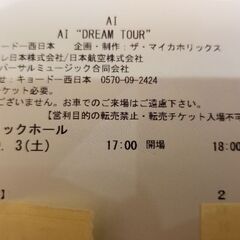 AI
AI "DREAM TOUR"
ョードー西日本 企画・制作：ザ・マイカホリックス
レ日本株式会社/日本航空株式会社
バーサルミュージック合同会社
せ：キョードー西日本 0570-09-2424
ケット必要。
ございません。お車でのご来場はご遠慮下さい。
【営利目的の転売禁止・転売チケット入場不可
ックホール
3(土) 17:00 開場 18:00
2